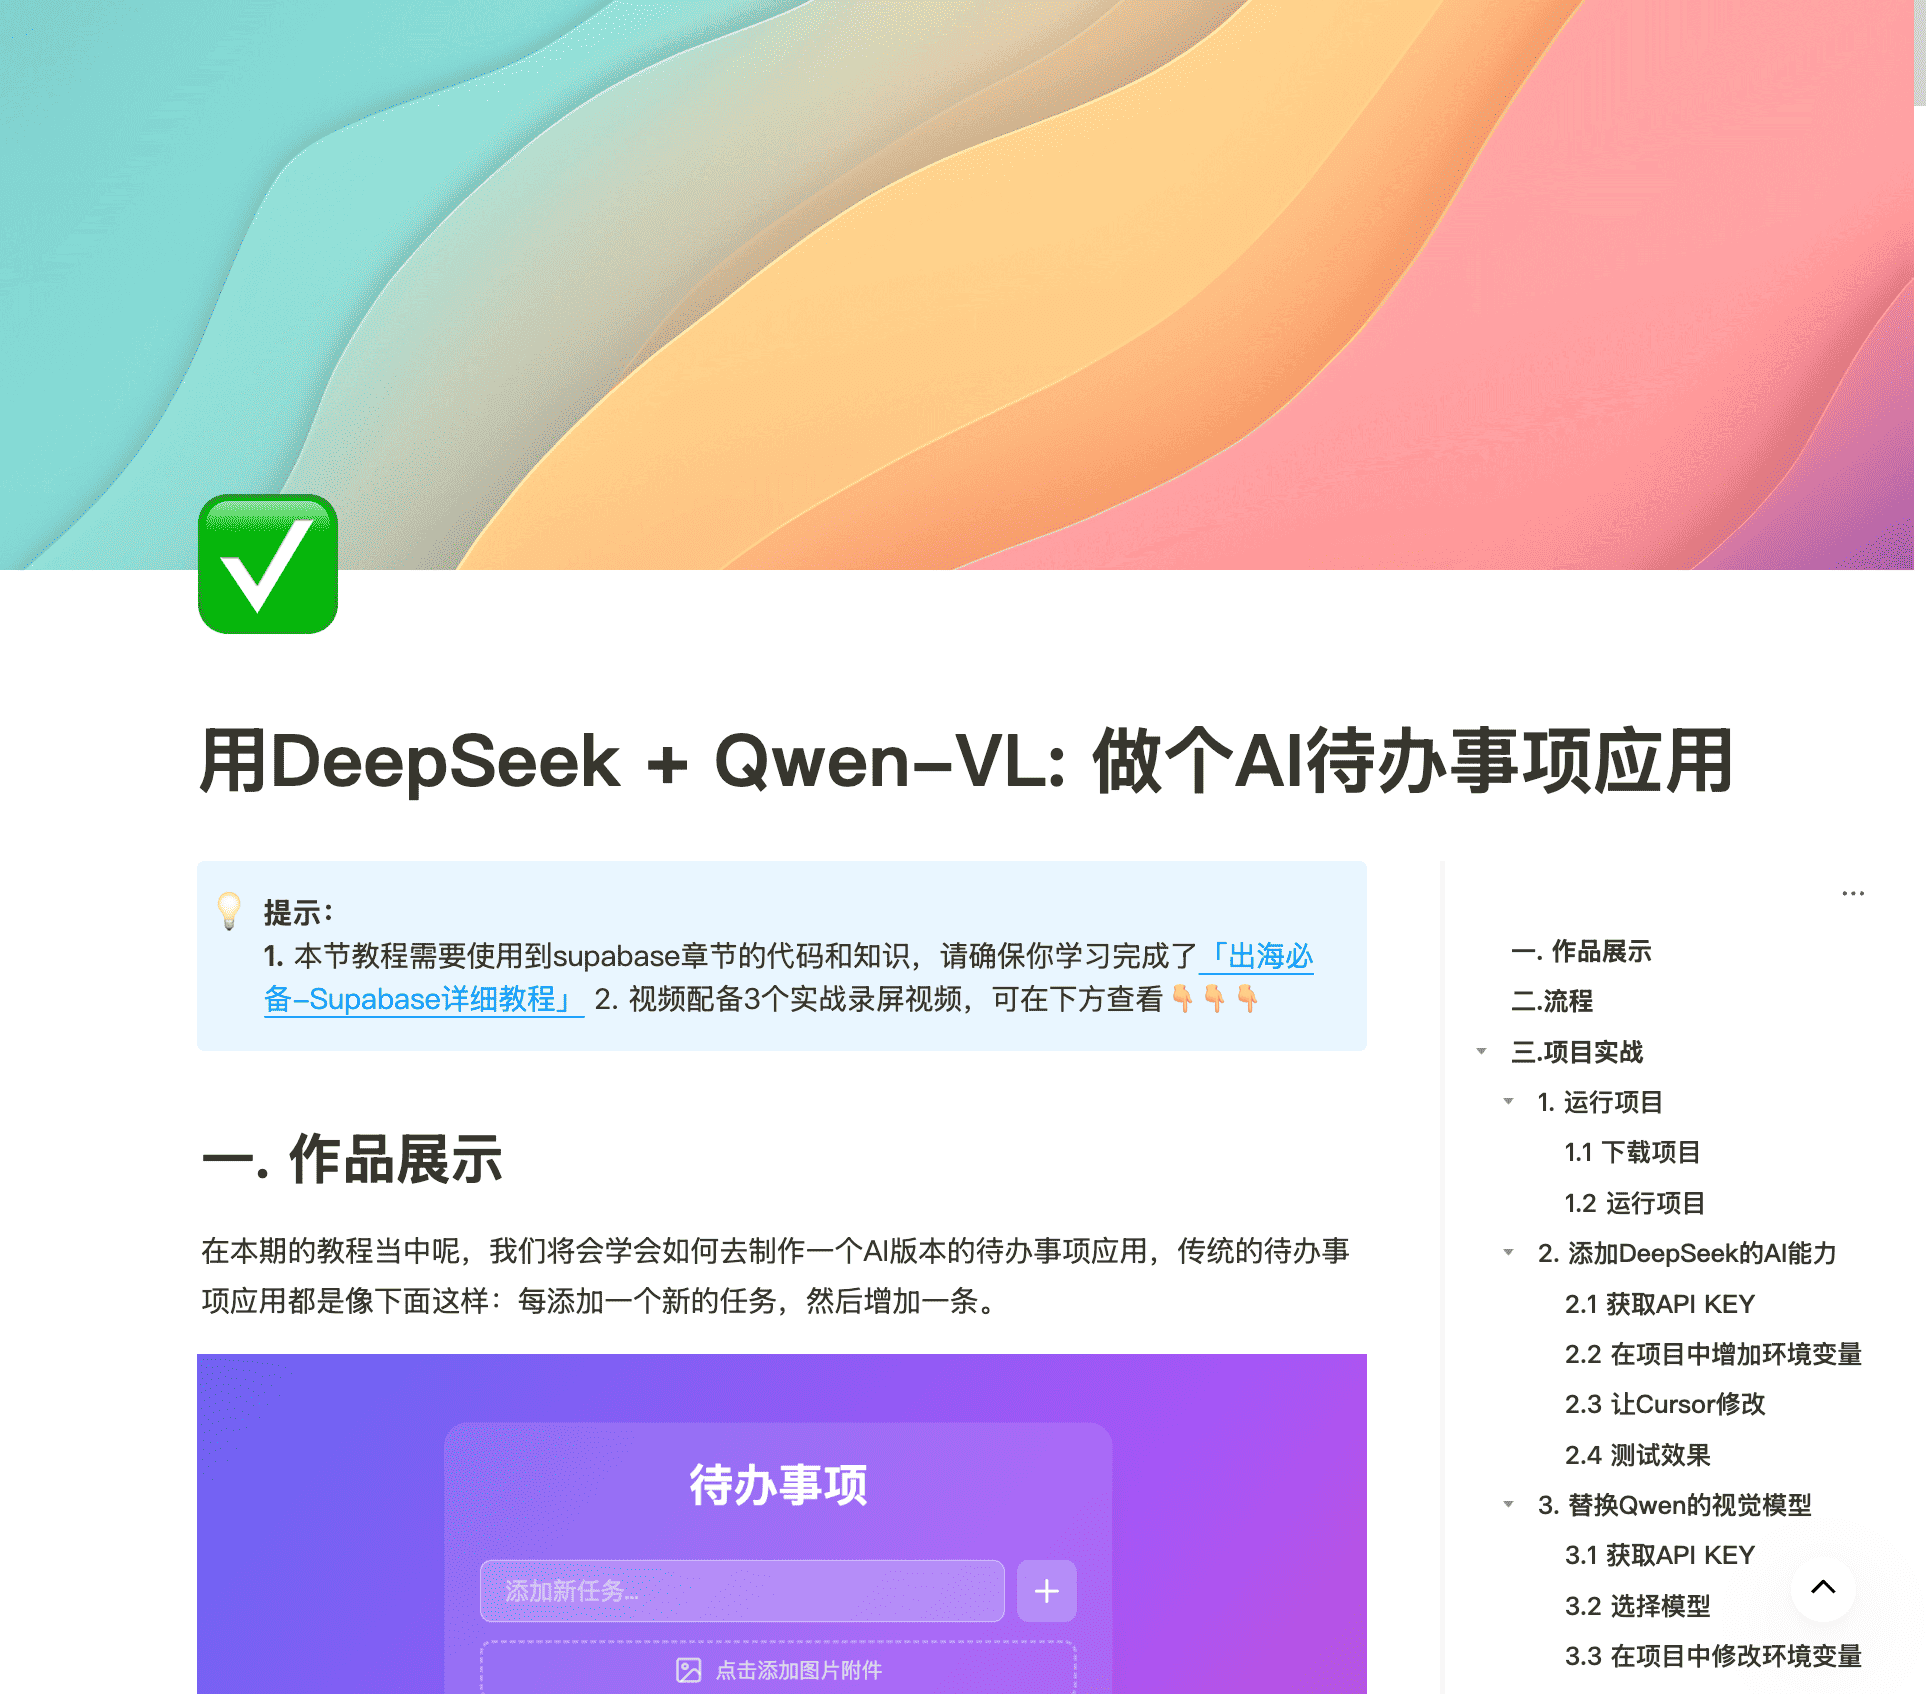 用DeepSeek + Qwen-VL: 做个AI待办事项应用
提示：
1. 本节教程需要使用到supabase章节的代码和知识，请确保你学习完成了「出海必
备-Supabase详细教程」 2. 视频配备3个实战录屏视频，可在下方查看👇👇👇
一. 作品展示
在本期的教程当中呢，我们将会学会如何去制作一个AI版本的待办事项应用，传统的待办事
项应用都是像下面这样：每添加一个新的任务，然后增加一条。
待办事项
添加新任务...
点击添加图片附件
一. 作品展示
二.流程
三.项目实战
1. 运行项目
1.1 下载项目
1.2 运行项目
2. 添加DeepSeek的AI能力
2.1 获取API KEY
2.2 在项目中增加环境变量
2.3 让Cursor修改
2.4 测试效果
3. 替换Qwen的视觉模型
3.1 获取API KEY
3.2 选择模型
3.3 在项目中修改环境变量